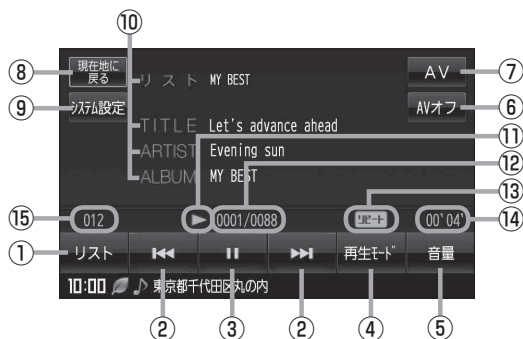 ⑩
⑧ 現在地に戻る リスト MY BEST AV ⑦
⑨ システム設定 AVオフ ⑥
TITLE Let's advance ahead
ARTIST Evening sun ⑪
ALBUM MY BEST ⑫
⑬
⑮ 012 0001/0088 リピート 00'04' ⑭
① リスト 再生モード 音量
10:00 東京都千代田区丸の内
② ③ ② ④ ⑤